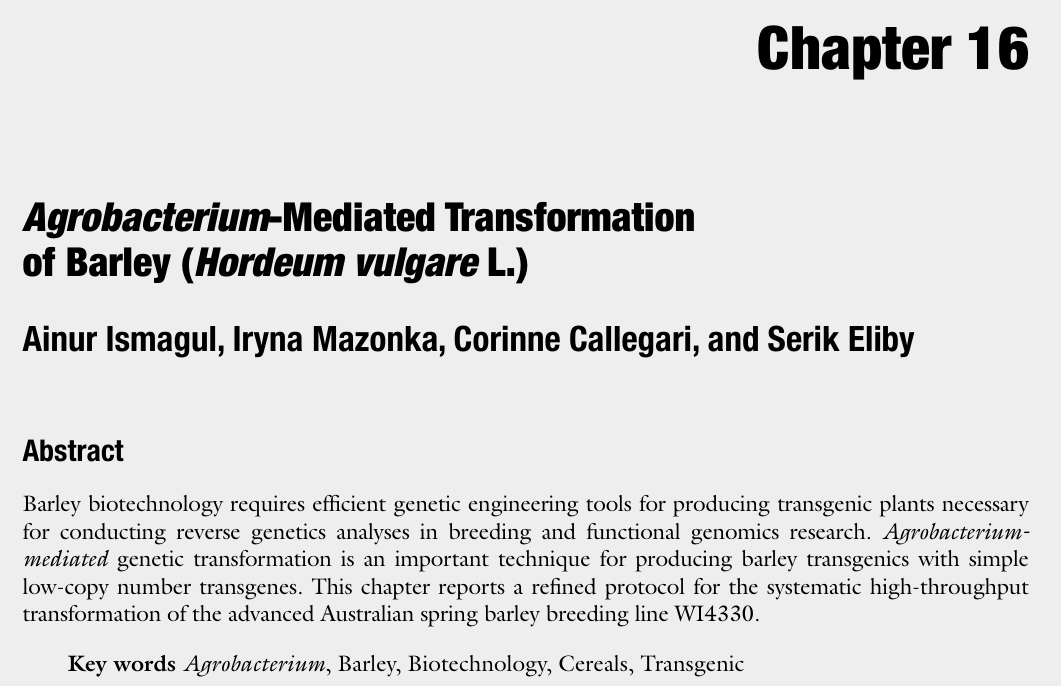 Chapter 16
Agrobacterium-Mediated Transformation
of Barley (Hordeum vulgare L.)
Ainur Ismagul, Iryna Mazonka, Corinne Callegari, and Serik Eliby
Abstract
Barley biotechnology requires efficient genetic engineering tools for producing transgenic plants necessary
for conducting reverse genetics analyses in breeding and functional genomics research. Agrobacterium-
mediated genetic transformation is an important technique for producing barley transgenics with simple
low-copy number transgenes. This chapter reports a refined protocol for the systematic high-throughput
transformation of the advanced Australian spring barley breeding line WI4330.
Key words Agrobacterium, Barley, Biotechnology, Cereals, Transgenic